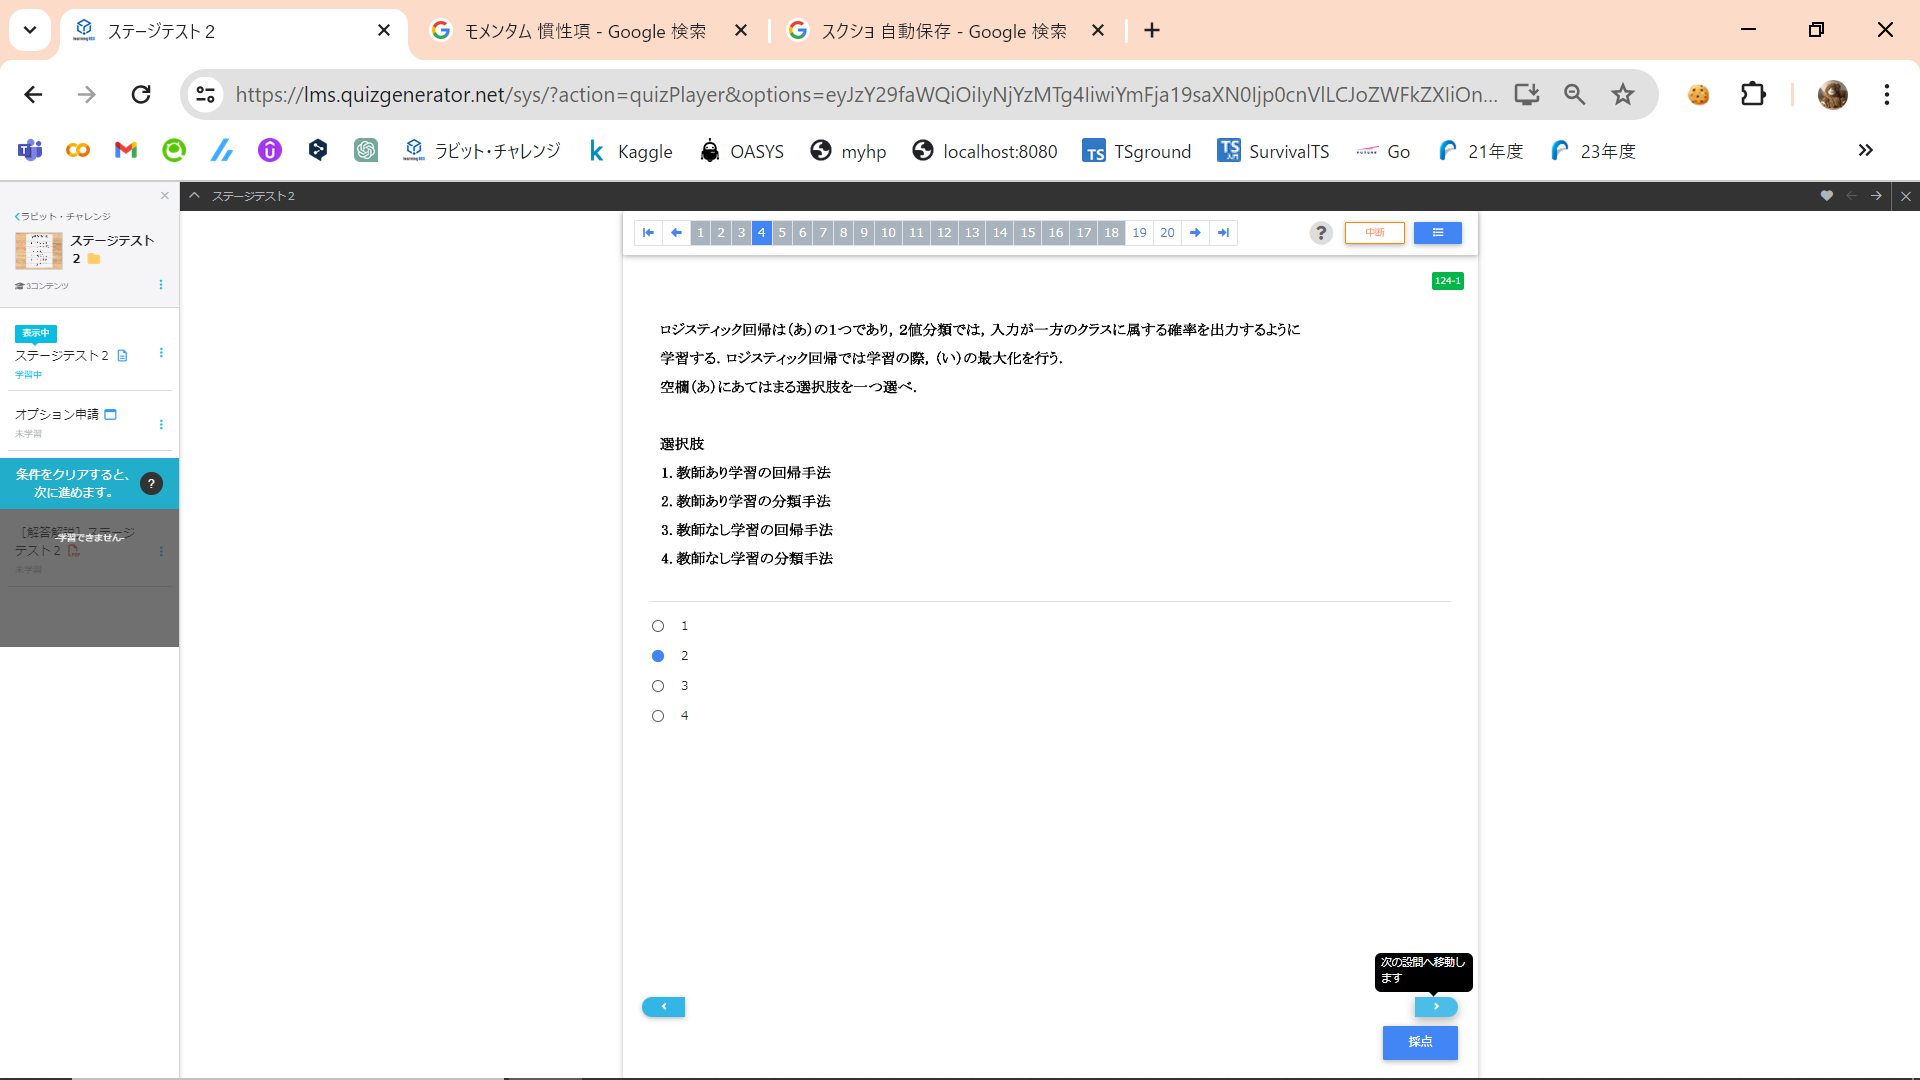 ステージテスト２
モメンタム 慣性項 - Google 検索
スクショ 自動保存 - Google 検索
https://lms.quizgenerator.net/sys/?action=quizPlayer&options=eyJzY29faWQiOiIyNjYzMTg4IiwiYmFja19saXN0Ijp0cnVlLCJoZWFkZXIiOn...
ラビット・チャレンジ
Kaggle
OASYS
myhp
localhost:8080
TSground
SurvivalTS
Go
21年度
23年度
ステージテスト２
ラビット・チャレンジ
ステージテスト
２
3コンテンツ
表示中
ステージテスト２
学習中
オプション申請
未学習
条件をクリアすると、
次に進めます。
?
［解答解説］ステージ
テスト２
-学習できません-
未学習
1 2 3 4 5 6 7 8 9 10 11 12 13 14 15 16 17 18 19 20
?
中断
124-1
ロジスティック回帰は（あ）の１つであり，２値分類では，入力が一方のクラスに属する確率を出力するように
学習する．ロジスティック回帰では学習の際，（い）の最大化を行う．
空欄（あ）にあてはまる選択肢を一つ選べ．
選択肢
1. 教師あり学習の回帰手法
2. 教師あり学習の分類手法
3. 教師なし学習の回帰手法
4. 教師なし学習の分類手法
1
2
3
4
次の設問へ移動し
ます
採点